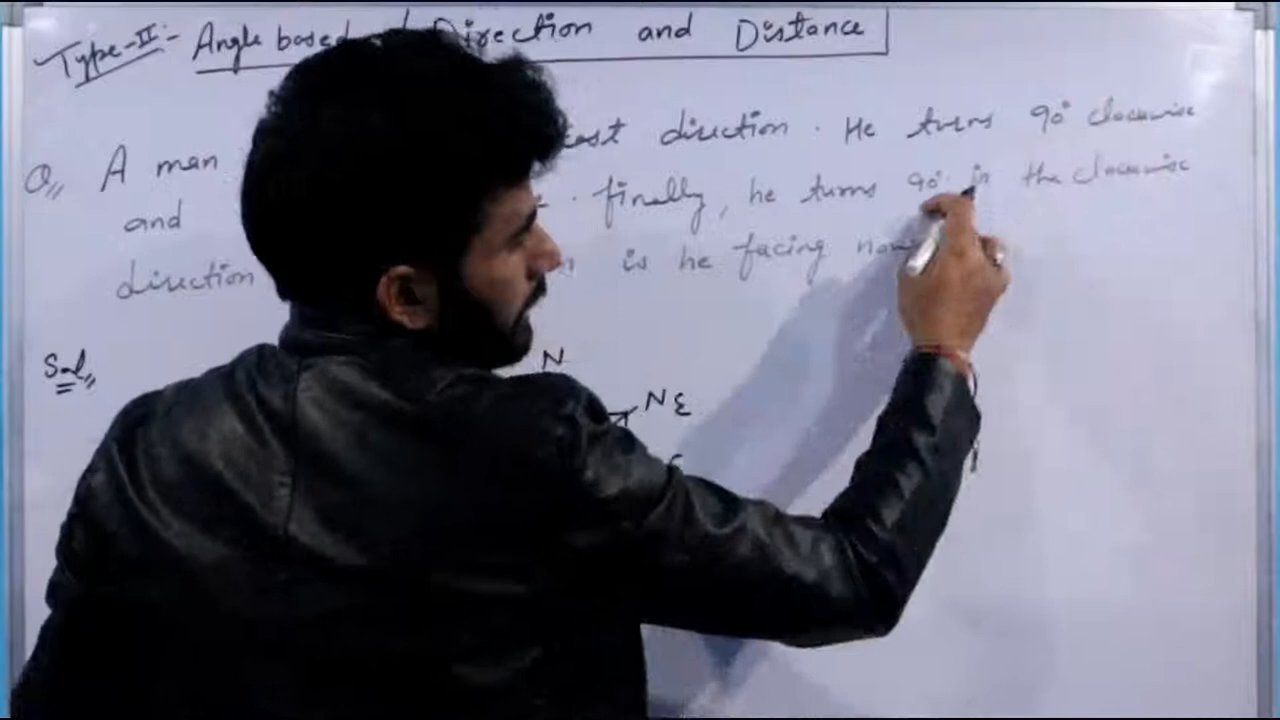 Type-II:- Angle based Direction and Distance
Q,, A man east direction. He turns 90° clockwise
and . finally, he turns 90° in the clockwise
direction is he facing now
Sol,,
N
NE